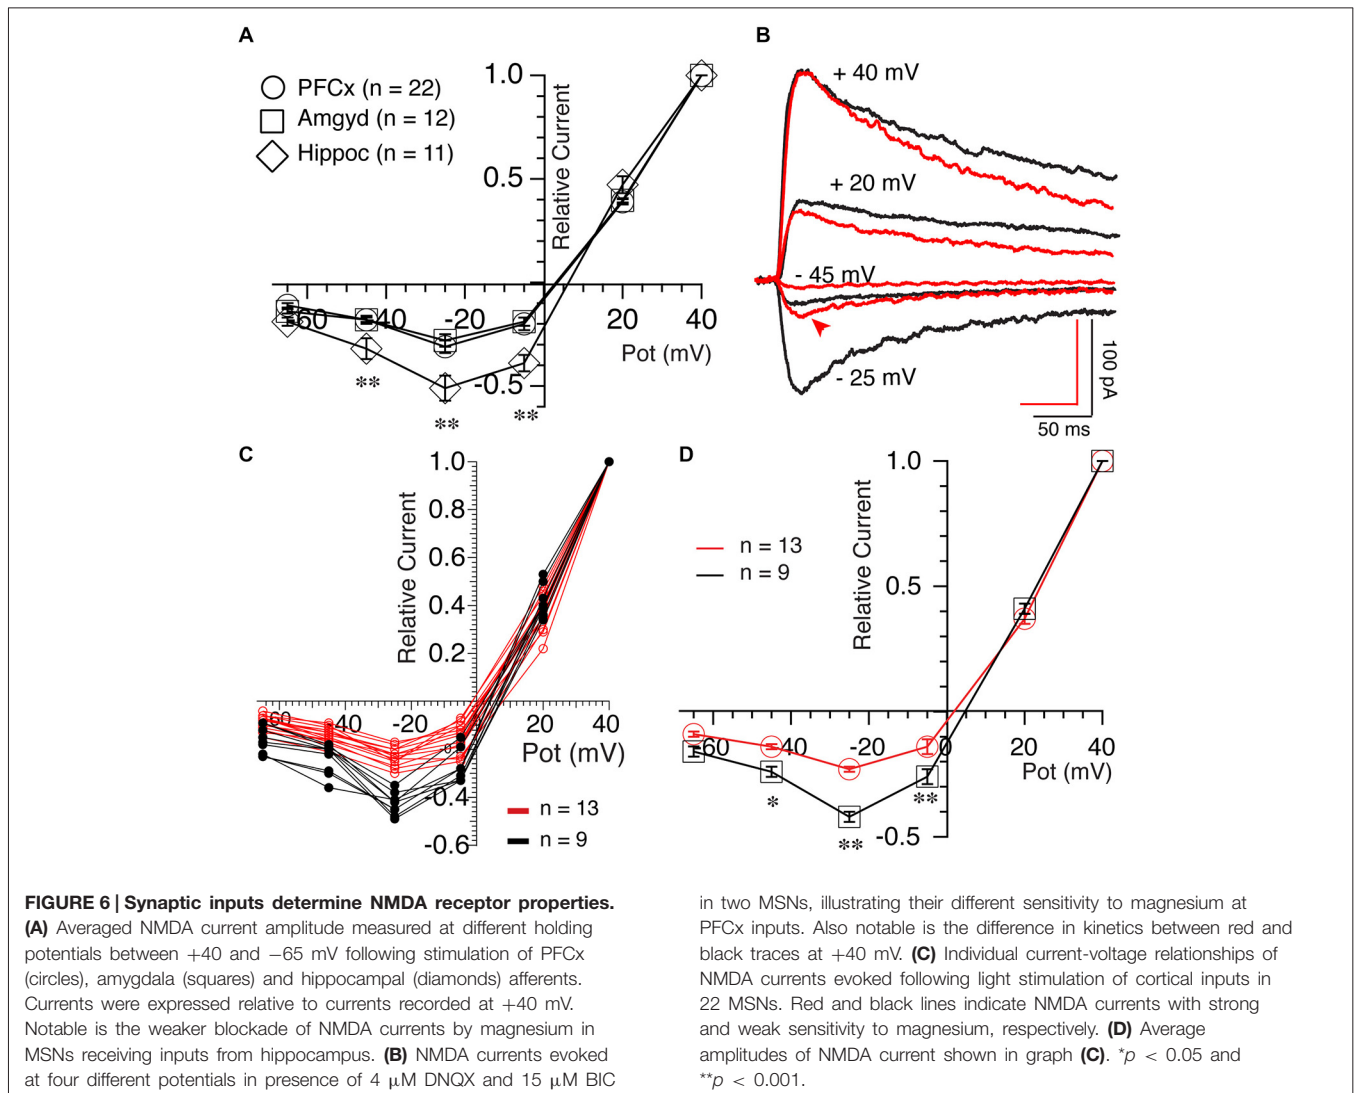 A
PFCx (n = 22)
Amgyd (n = 12)
Hippoc (n = 11)
1.0
0.5
-0.5
Relative Current
-60
-40
-20
20
40
Pot (mV)
**
**
**
B
+ 40 mV
+ 20 mV
- 45 mV
- 25 mV
100 pA
50 ms
C
1.0
0.8
0.6
0.4
0.2
-0.4
-0.6
Relative Current
-60
-40
-20
0
20
40
Pot (mV)
n = 13
n = 9
D
n = 13
n = 9
1.0
0.5
-0.5
Relative Current
-60
-40
-20
0
20
40
Pot (mV)
*
**
**
FIGURE 6 | Synaptic inputs determine NMDA receptor properties.
(A) Averaged NMDA current amplitude measured at different holding
potentials between +40 and −65 mV following stimulation of PFCx
(circles), amygdala (squares) and hippocampal (diamonds) afferents.
Currents were expressed relative to currents recorded at +40 mV.
Notable is the weaker blockade of NMDA currents by magnesium in
MSNs receiving inputs from hippocampus. (B) NMDA currents evoked
at four different potentials in presence of 4 μM DNQX and 15 μM BIC
in two MSNs, illustrating their different sensitivity to magnesium at
PFCx inputs. Also notable is the difference in kinetics between red and
black traces at +40 mV. (C) Individual current-voltage relationships of
NMDA currents evoked following light stimulation of cortical inputs in
22 MSNs. Red and black lines indicate NMDA currents with strong
and weak sensitivity to magnesium, respectively. (D) Average
amplitudes of NMDA current shown in graph (C). *p < 0.05 and
**p < 0.001.